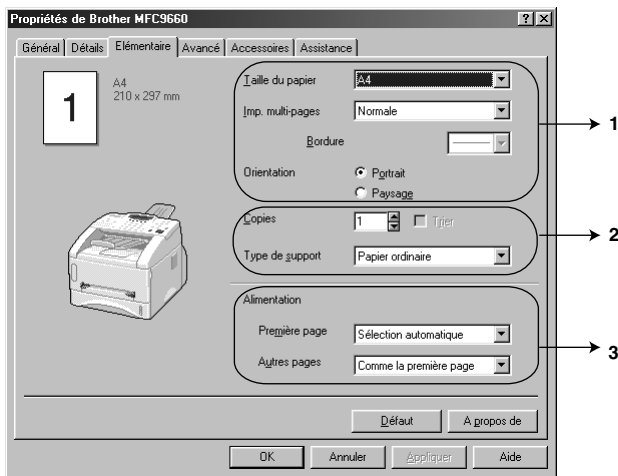 Propriétés de Brother MFC9660
Général Détails Elémentaire Avancé Accessoires Assistance
1
A4
210 x 297 mm
Taille du papier A4
Imp. multi-pages Normale
Bordure
Orientation Portrait
Paysage
1
Copies 1 Trier
Type de support Papier ordinaire
2
Alimentation
Première page Sélection automatique
Autres pages Comme la première page
3
Défaut A propos de
OK Annuler Appliquer Aide